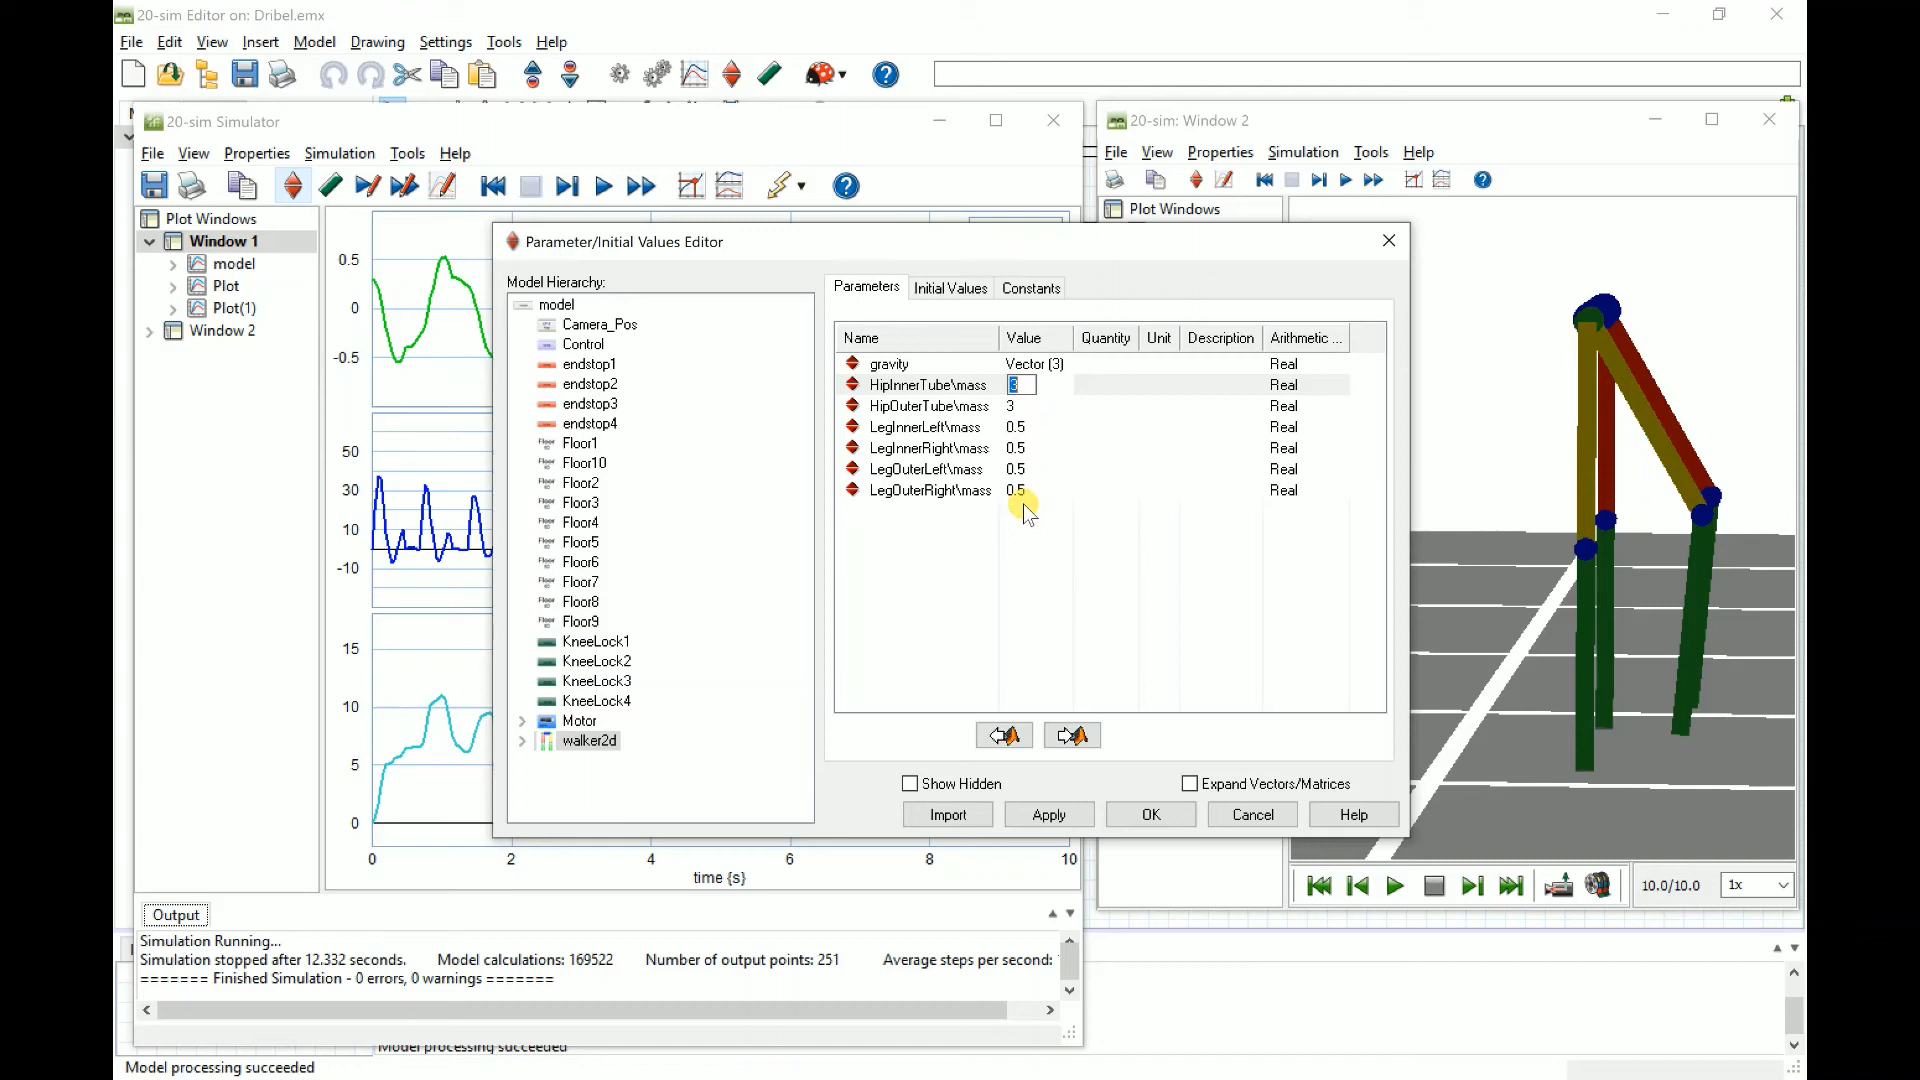 20-sim Editor on: Dribel.emx
File Edit View Insert Model Drawing Settings Tools Help
20-sim Simulator
File View Properties Simulation Tools Help
Plot Windows
Window 1
model
Plot
Plot(1)
Window 2
0.5
0
-0.5
50
30
10
-10
15
10
5
0
0 2 4 6 8 10
time {s}
Output
Simulation Running...
Simulation stopped after 12.332 seconds. Model calculations: 169522 Number of output points: 251 Average steps per second:
======= Finished Simulation - 0 errors, 0 warnings =======
Model processing succeeded
Model processing succeeded
20-sim: Window 2
File View Properties Simulation Tools Help
Plot Windows
10.0/10.0 1x
Parameter/Initial Values Editor
Model Hierarchy:
model
Camera_Pos
Control
endstop1
endstop2
endstop3
endstop4
Floor1
Floor10
Floor2
Floor3
Floor4
Floor5
Floor6
Floor7
Floor8
Floor9
KneeLock1
KneeLock2
KneeLock3
KneeLock4
Motor
walker2d
Parameters Initial Values Constants
Name Value Quantity Unit Description Arithmetic ...
gravity Vector (3) Real
HipInnerTube\mass 3 Real
HipOuterTube\mass 3 Real
LegInnerLeft\mass 0.5 Real
LegInnerRight\mass 0.5 Real
LegOuterLeft\mass 0.5 Real
LegOuterRight\mass 0.5 Real
Show Hidden Expand Vectors/Matrices
Import Apply OK Cancel Help